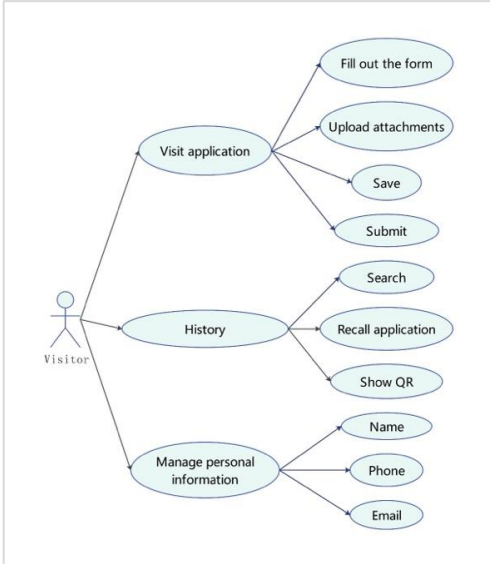 Fill out the form
Upload attachments
Visit application
Save
Submit
Search
History
Recall application
Visitor
Show QR
Name
Manage personal
information
Phone
Email